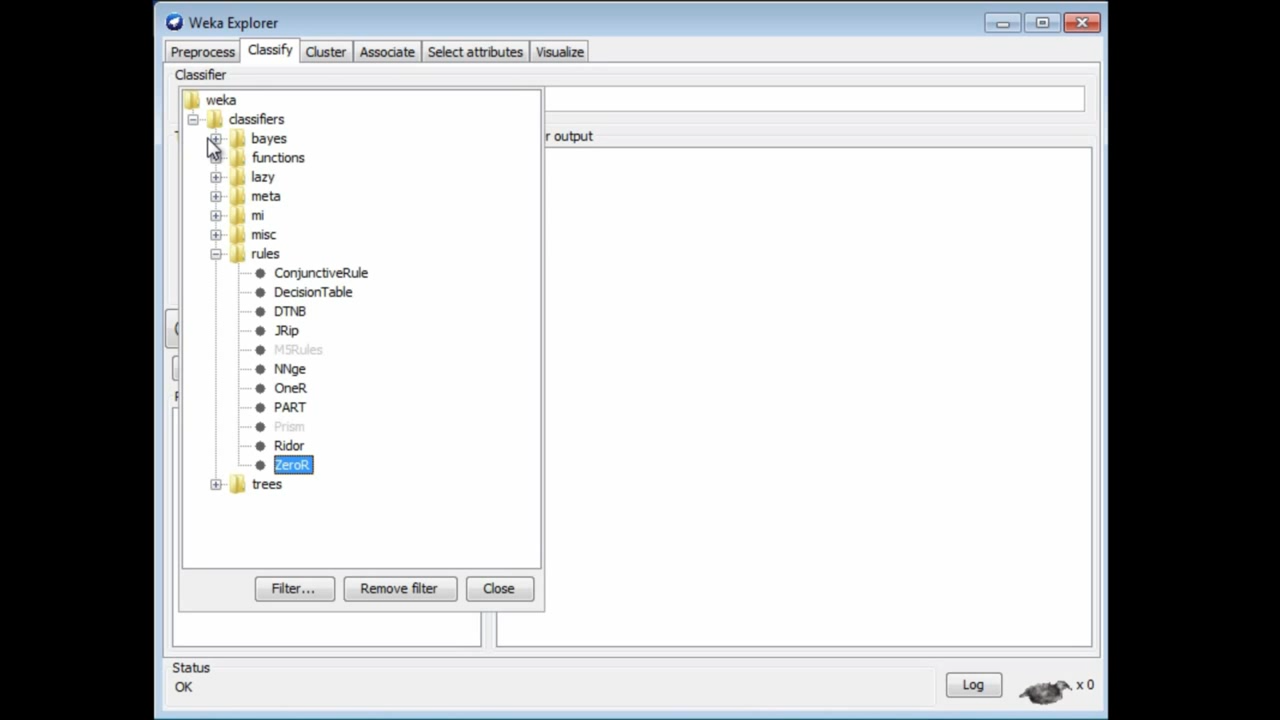 Weka Explorer
Preprocess Classify Cluster Associate Select attributes Visualize
Classifier
weka
classifiers
bayes
r output
functions
lazy
meta
mi
misc
rules
ConjunctiveRule
DecisionTable
DTNB
JRip
M5Rules
NNge
OneR
PART
Prism
Ridor
ZeroR
trees
Filter... Remove filter Close
Status
OK
Log x 0